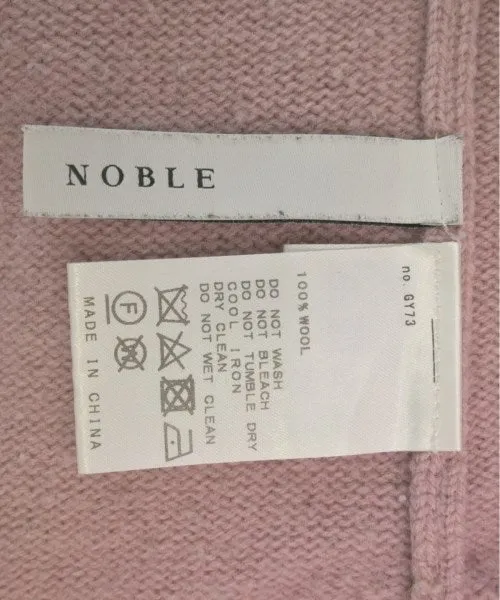 NOBLE
no. GY73
100%WOOL
DO NOT WASH
DO NOT BLEACH
DO NOT TUMBLE DRY
COOL IRON
DRY CLEAN
DO NOT WET CLEAN
F
W
MADE IN CHINA